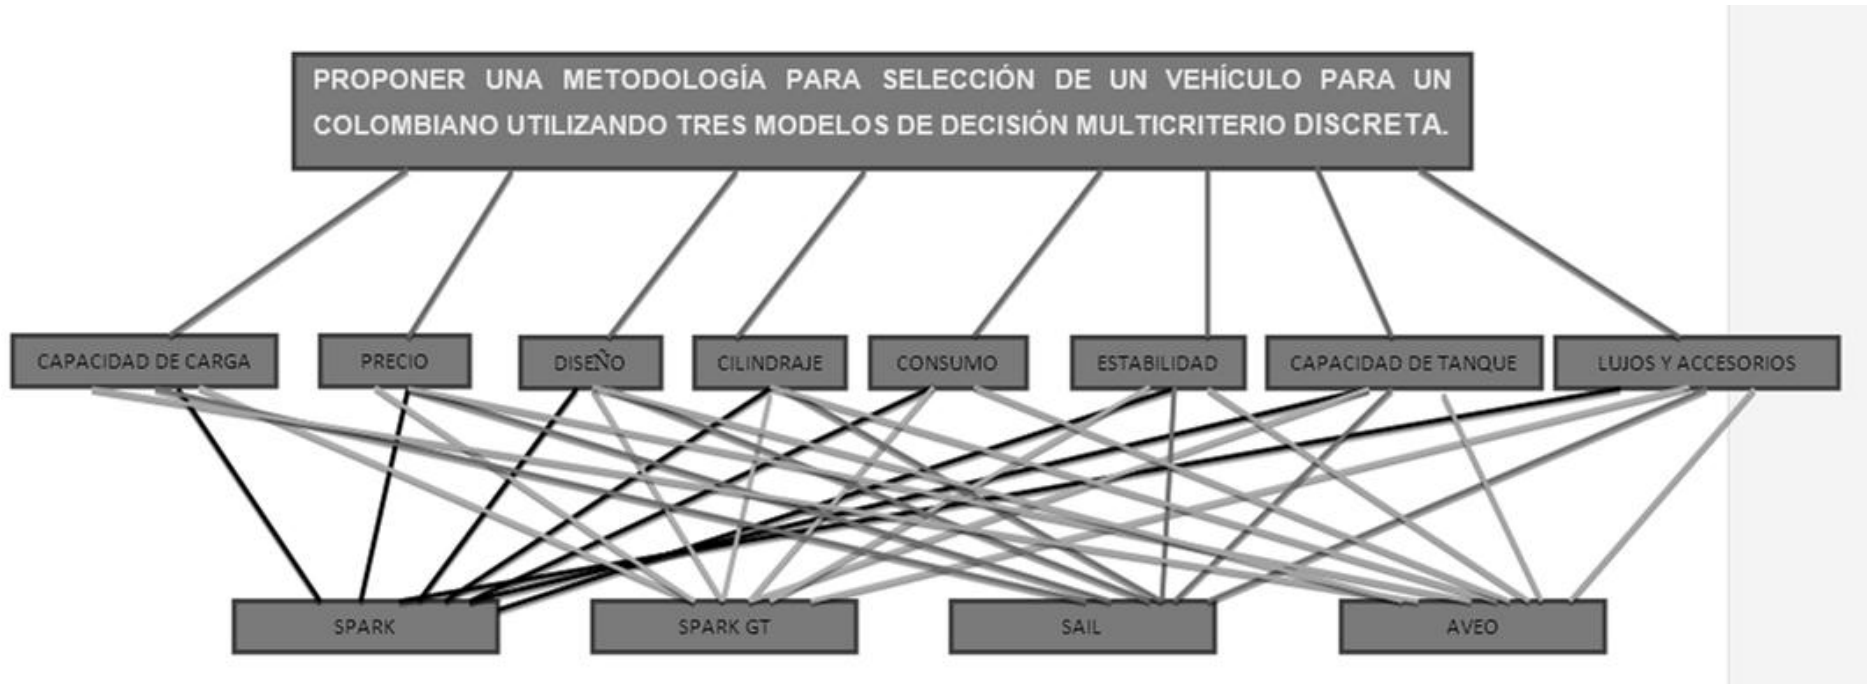 PROPONER UNA METODOLOGÍA PARA SELECCIÓN DE UN VEHÍCULO PARA UN
COLOMBIANO UTILIZANDO TRES MODELOS DE DECISIÓN MULTICRITERIO DISCRETA.
CAPACIDAD DE CARGA
PRECIO
DISEÑO
CILINDRAJE
CONSUMO
ESTABILIDAD
CAPACIDAD DE TANQUE
LUJOS Y ACCESORIOS
SPARK
SPARK GT
SAIL
AVEO